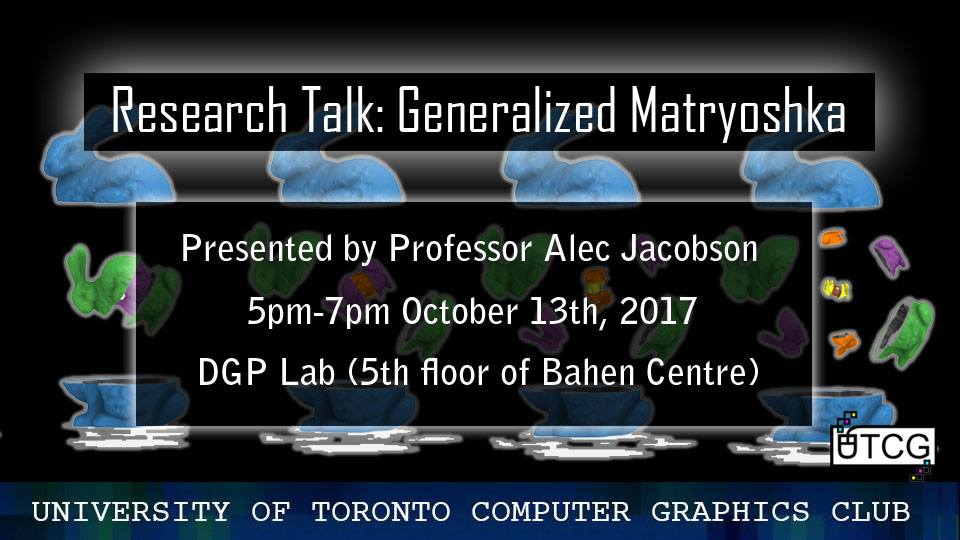 Research Talk: Generalized Matryoshka
Presented by Professor Alec Jacobson
5pm-7pm October 13th, 2017
DGP Lab (5th floor of Bahen Centre)
UTCG
UNIVERSITY OF TORONTO COMPUTER GRAPHICS CLUB